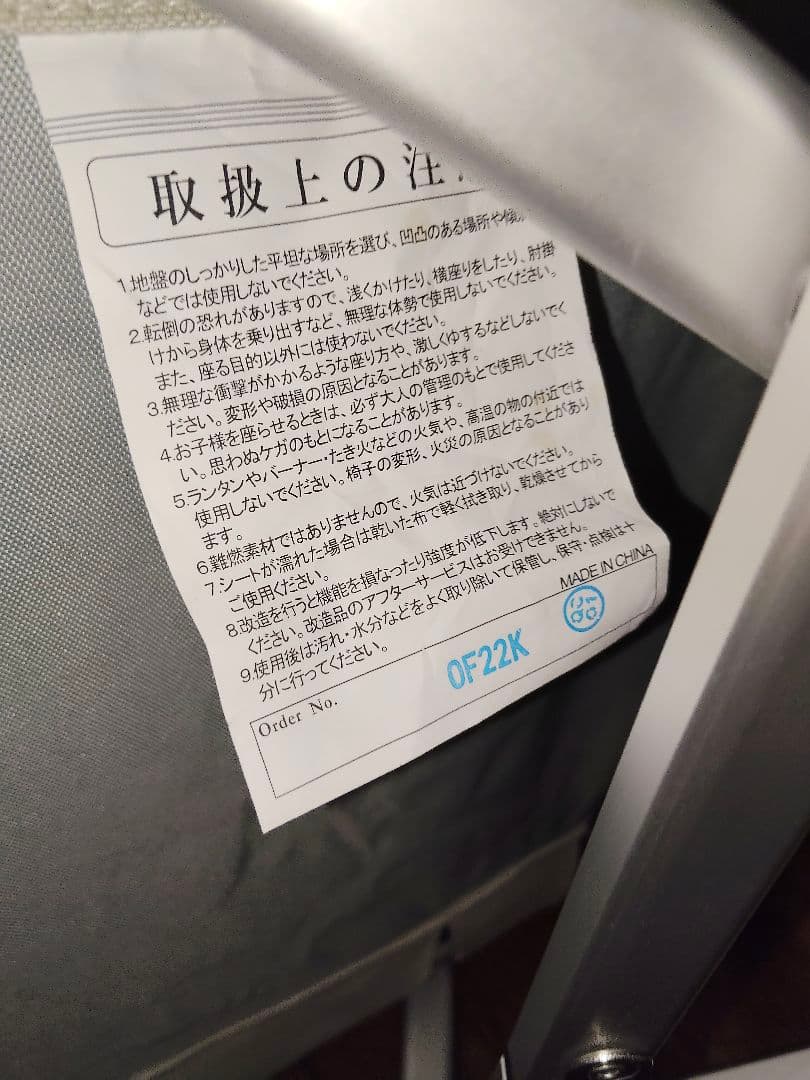 取扱上の注
1.地盤のしっかりした平坦な場所を選び、凹凸のある場所や傾
などでは使用しないでください。
2.転倒の恐れがありますので、浅くかけたり、横座りをしたり、肘掛
けから身体を乗り出すなど、無理な体勢で使用しないでください。
また、座る目的以外には使わないでください。
3.無理な衝撃がかかるような座り方や、激しくゆするなどしないでく
ださい。変形や破損の原因となることがあります。
4.お子様を座らせるときは、必ず大人の管理のもとで使用してくださ
い。思わぬケガのもとになることがあります。
5.ランタンやバーナー・たき火などの火気や、高温の物の付近では
使用しないでください。椅子の変形、火災の原因となることがあり
ます。
6.難燃素材ではありませんので、火気は近づけないでください。
7.シートが濡れた場合は乾いた布で軽く拭き取り、乾燥させてから
ご使用ください。
8.改造を行うと機能を損なったり強度が低下します。絶対にしないで
ください。改造品のアフターサービスはお受けできません。
9.使用後は汚れ・水分などをよく取り除いて保管し、保守・点検は十
分に行ってください。
MADE IN CHINA
Order No.
0F22K